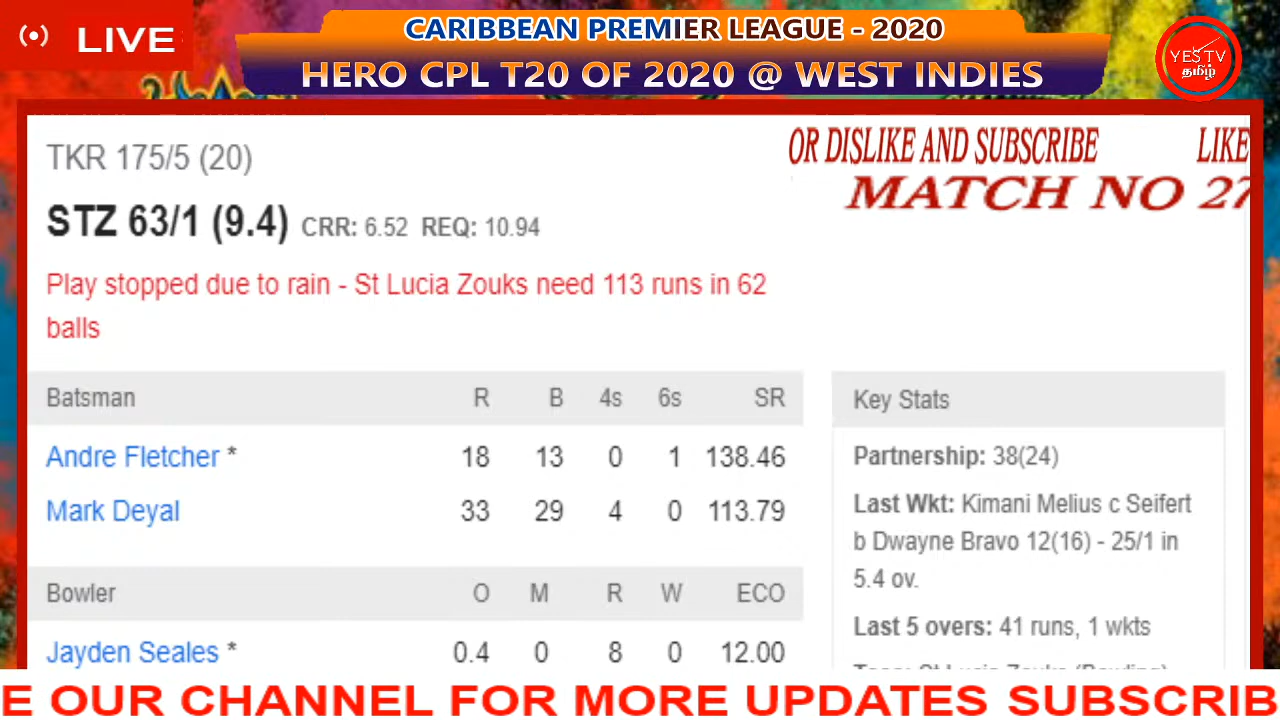 LIVE
CARIBBEAN PREMIER LEAGUE - 2020
HERO CPL T20 OF 2020 @ WEST INDIES
YES TV
தமிழ்
OR DISLIKE AND SUBSCRIBE LIKE
MATCH NO 27
TKR 175/5 (20)
STZ 63/1 (9.4) CRR: 6.52 REQ: 10.94
Play stopped due to rain - St Lucia Zouks need 113 runs in 62
balls
Batsman R B 4s 6s SR
Andre Fletcher * 18 13 0 1 138.46
Mark Deyal 33 29 4 0 113.79
Bowler O M R W ECO
Jayden Seales * 0.4 0 8 0 12.00
Key Stats
Partnership: 38(24)
Last Wkt: Kimani Melius c Seifert
b Dwayne Bravo 12(16) - 25/1 in
5.4 ov.
Last 5 overs: 41 runs, 1 wkts
E OUR CHANNEL FOR MORE UPDATES SUBSCRIB